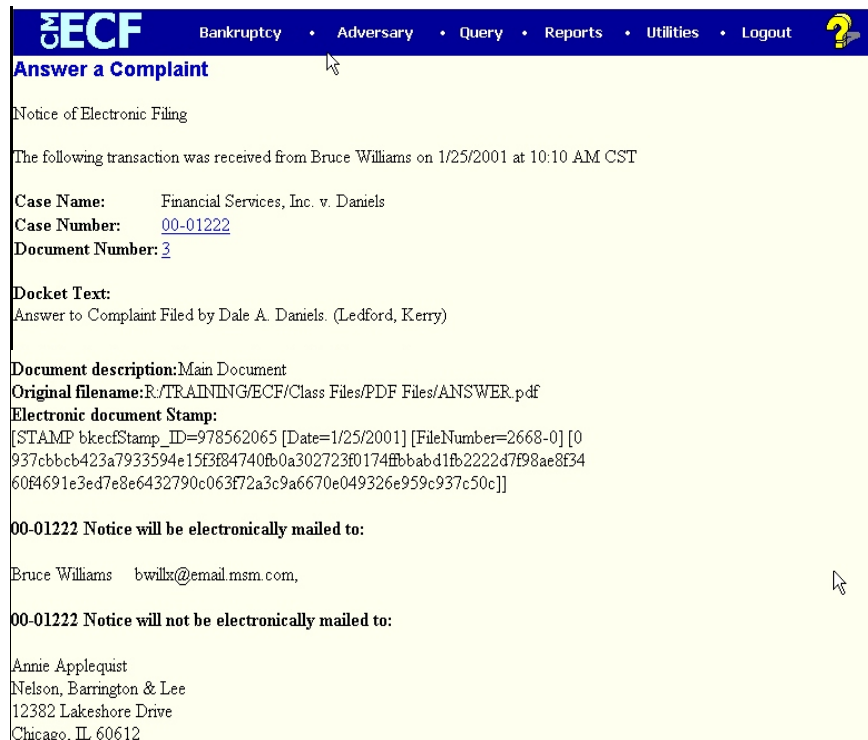 CM ECF Bankruptcy • Adversary • Query • Reports • Utilities • Logout ?
Answer a Complaint
Notice of Electronic Filing
The following transaction was received from Bruce Williams on 1/25/2001 at 10:10 AM CST
Case Name: Financial Services, Inc. v. Daniels
Case Number: 00-01222
Document Number: 3
Docket Text:
Answer to Complaint Filed by Dale A. Daniels. (Ledford, Kerry)
Document description:Main Document
Original filename:R:/TRAINING/ECF/Class Files/PDF Files/ANSWER.pdf
Electronic document Stamp:
[STAMP bkecfStamp_ID=978562065 [Date=1/25/2001] [FileNumber=2668-0] [0
937cbbcb423a7933594e15f3f84740fb0a302723f0174ffbbabd1fb2222d7f98ae8f34
60f4691e3ed7e8e6432790c063f72a3c9a6670e049326e959c937c50c]]
00-01222 Notice will be electronically mailed to:
Bruce Williams bwillx@email.msm.com,
00-01222 Notice will not be electronically mailed to:
Annie Applequist
Nelson, Barrington & Lee
12382 Lakeshore Drive
Chicago, IL 60612